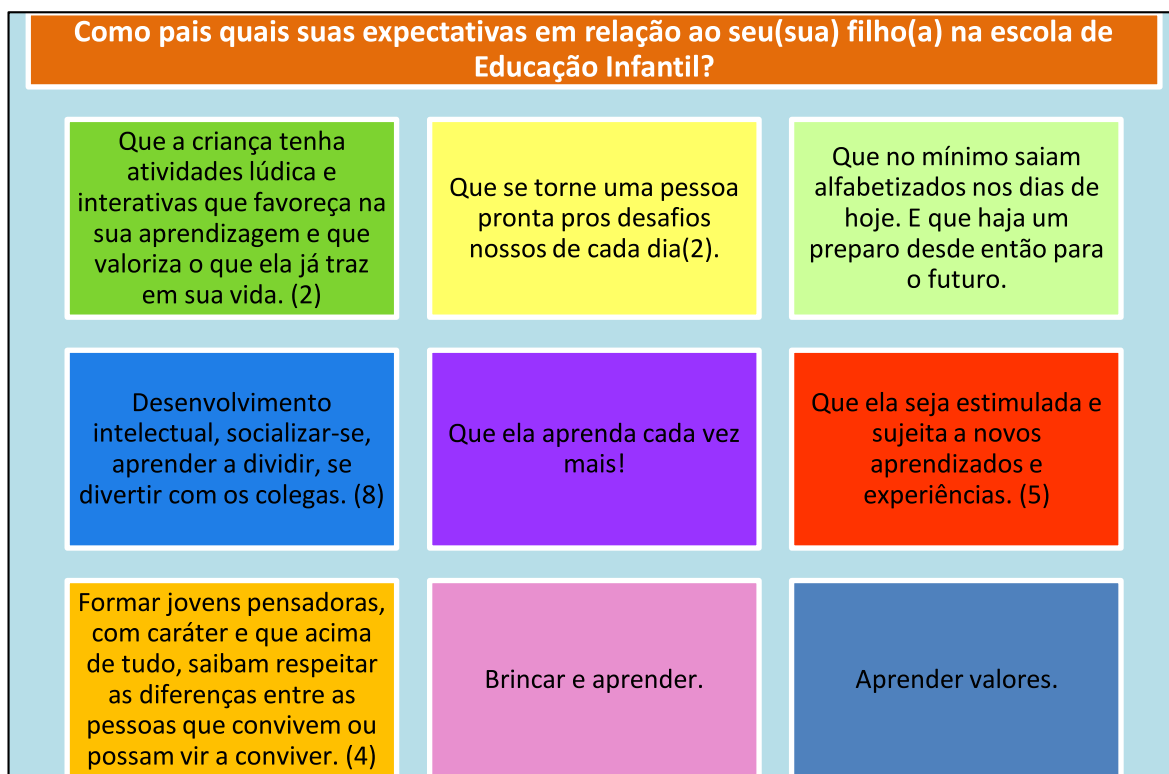 Como pais quais suas expectativas em relação ao seu(sua) filho(a) na escola de
Educação Infantil?
Que a criança tenha
atividades lúdica e
interativas que favoreça na
sua aprendizagem e que
valoriza o que ela já traz
em sua vida. (2)
Que se torne uma pessoa
pronta pros desafios
nossos de cada dia(2).
Que no mínimo saiam
alfabetizados nos dias de
hoje. E que haja um
preparo desde então para
o futuro.
Desenvolvimento
intelectual, socializar-se,
aprender a dividir, se
divertir com os colegas. (8)
Que ela aprenda cada vez
mais!
Que ela seja estimulada e
sujeita a novos
aprendizados e
experiências. (5)
Formar jovens pensadoras,
com caráter e que acima
de tudo, saibam respeitar
as diferenças entre as
pessoas que convivem ou
possam vir a conviver. (4)
Brincar e aprender.
Aprender valores.